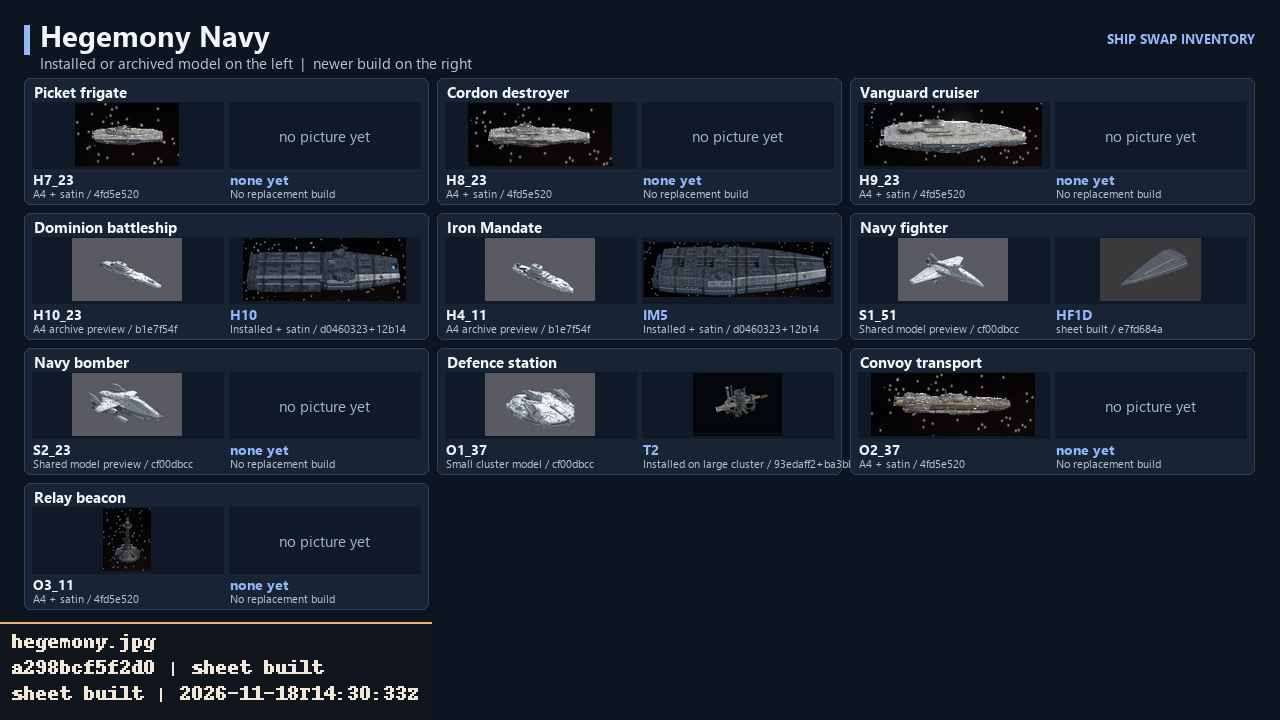 Hegemony Navy
SHIP SWAP INVENTORY
Installed or archived model on the left | newer build on the right
Picket frigate
no picture yet
H7_23
none yet
A4 + satin / 4fd5e520
No replacement build
Cordon destroyer
no picture yet
H8_23
none yet
A4 + satin / 4fd5e520
No replacement build
Vanguard cruiser
no picture yet
H9_23
none yet
A4 + satin / 4fd5e520
No replacement build
Dominion battleship
H10_23
H10
A4 archive preview / b1e7f54f
Installed + satin / d0460323+12b14
Iron Mandate
H4_11
IM5
A4 archive preview / b1e7f54f
Installed + satin / d0460323+12b14
Navy fighter
S1_51
HF1D
Shared model preview / cf00dbcc
sheet built / e7fd684a
Navy bomber
no picture yet
S2_23
none yet
Shared model preview / cf00dbcc
No replacement build
Defence station
O1_37
T2
Small cluster model / cf00dbcc
Installed on large cluster / 93edaff2+ba3bl
Convoy transport
no picture yet
O2_37
none yet
A4 + satin / 4fd5e520
No replacement build
Relay beacon
no picture yet
O3_11
none yet
A4 + satin / 4fd5e520
No replacement build
hegemony.jpg
a298bcf5f2d0 | sheet built
sheet built | 2026-11-18T14:30:33Z